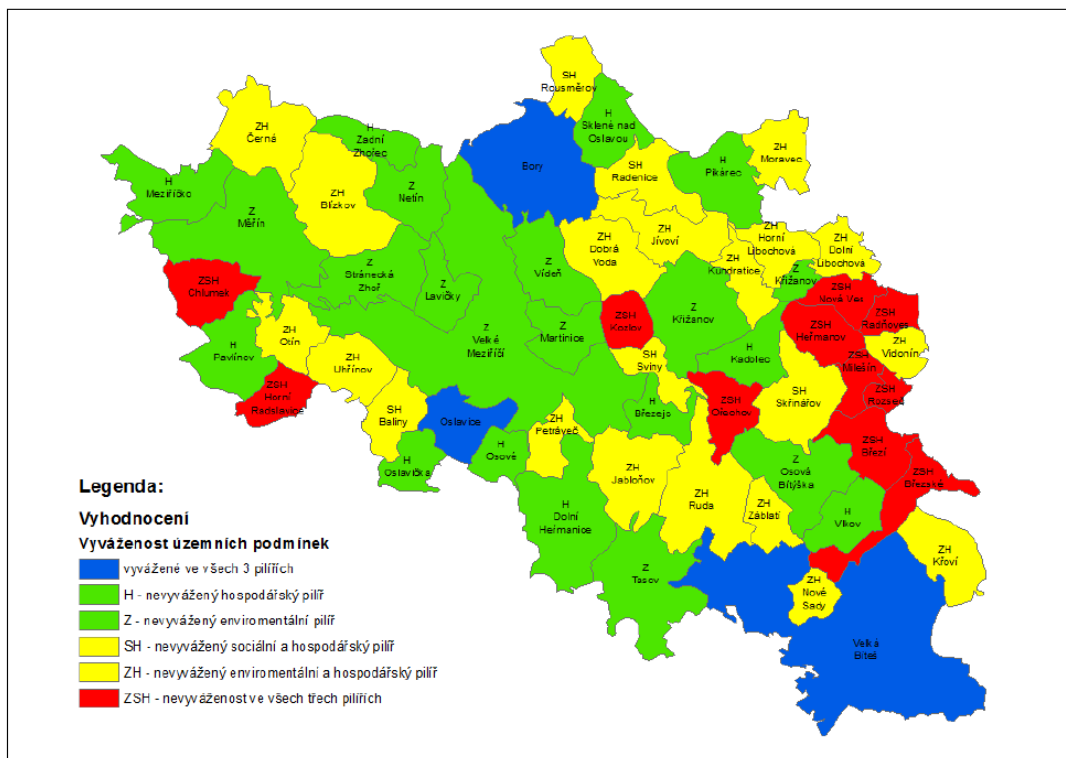 SH
Rousměrov
H
Sklené nad
Oslavou
ZH
Černá
H
Zadní
Zhořec
Bory
SH
Radenice
H
Pikárec
ZH
Moravec
H
Meziříčko
Z
Měřín
ZH
Blízkov
Z
Netín
ZH
Dobrá
Voda
ZH
Jívoví
ZH
Horní
Libochová
ZH
Dolní
Libochová
ZH
Kundratice
Z
Křižanov
Z
Stránecká
Zhoř
Z
Lavičky
Z
Vídeň
ZSH
Chlumek
ZSH
Nová Ves
ZSH
Radňoves
ZSH
Kozlov
Z
Křižanov
ZSH
Heřmanov
ZH
Vidonín
ZH
Otín
Z
Velké
Meziříčí
Z
Martinice
H
Pavlínov
ZH
Uhřínov
SH
Sviny
H
Kadolec
ZSH
Milešín
ZSH
Horní
Radslavice
ZSH
Ořechov
SH
Skřinářov
ZSH
Rozseč
SH
Baliny
Oslavice
H
Březejc
ZH
Petráveč
H
Osové
H
Oslavička
ZSH
Březí
ZSH
Březské
Z
Osová
Bítýška
ZH
Jabloňov
ZH
Ruda
ZH
Záblatí
H
Vlkov
H
Dolní
Heřmanice
ZH
Křoví
Z
Tasov
ZH
Nové
Sady
Velká
Bíteš
Legenda:
Vyhodnocení
Vyváženost územních podmínek
vyvážené ve všech 3 pilířích
H - nevyvážený hospodářský pilíř
Z - nevyvážený enviromentální pilíř
SH - nevyvážený sociální a hospodářský pilíř
ZH - nevyvážený enviromentální a hospodářský pilíř
ZSH - nevyváženost ve všech třech pilířích